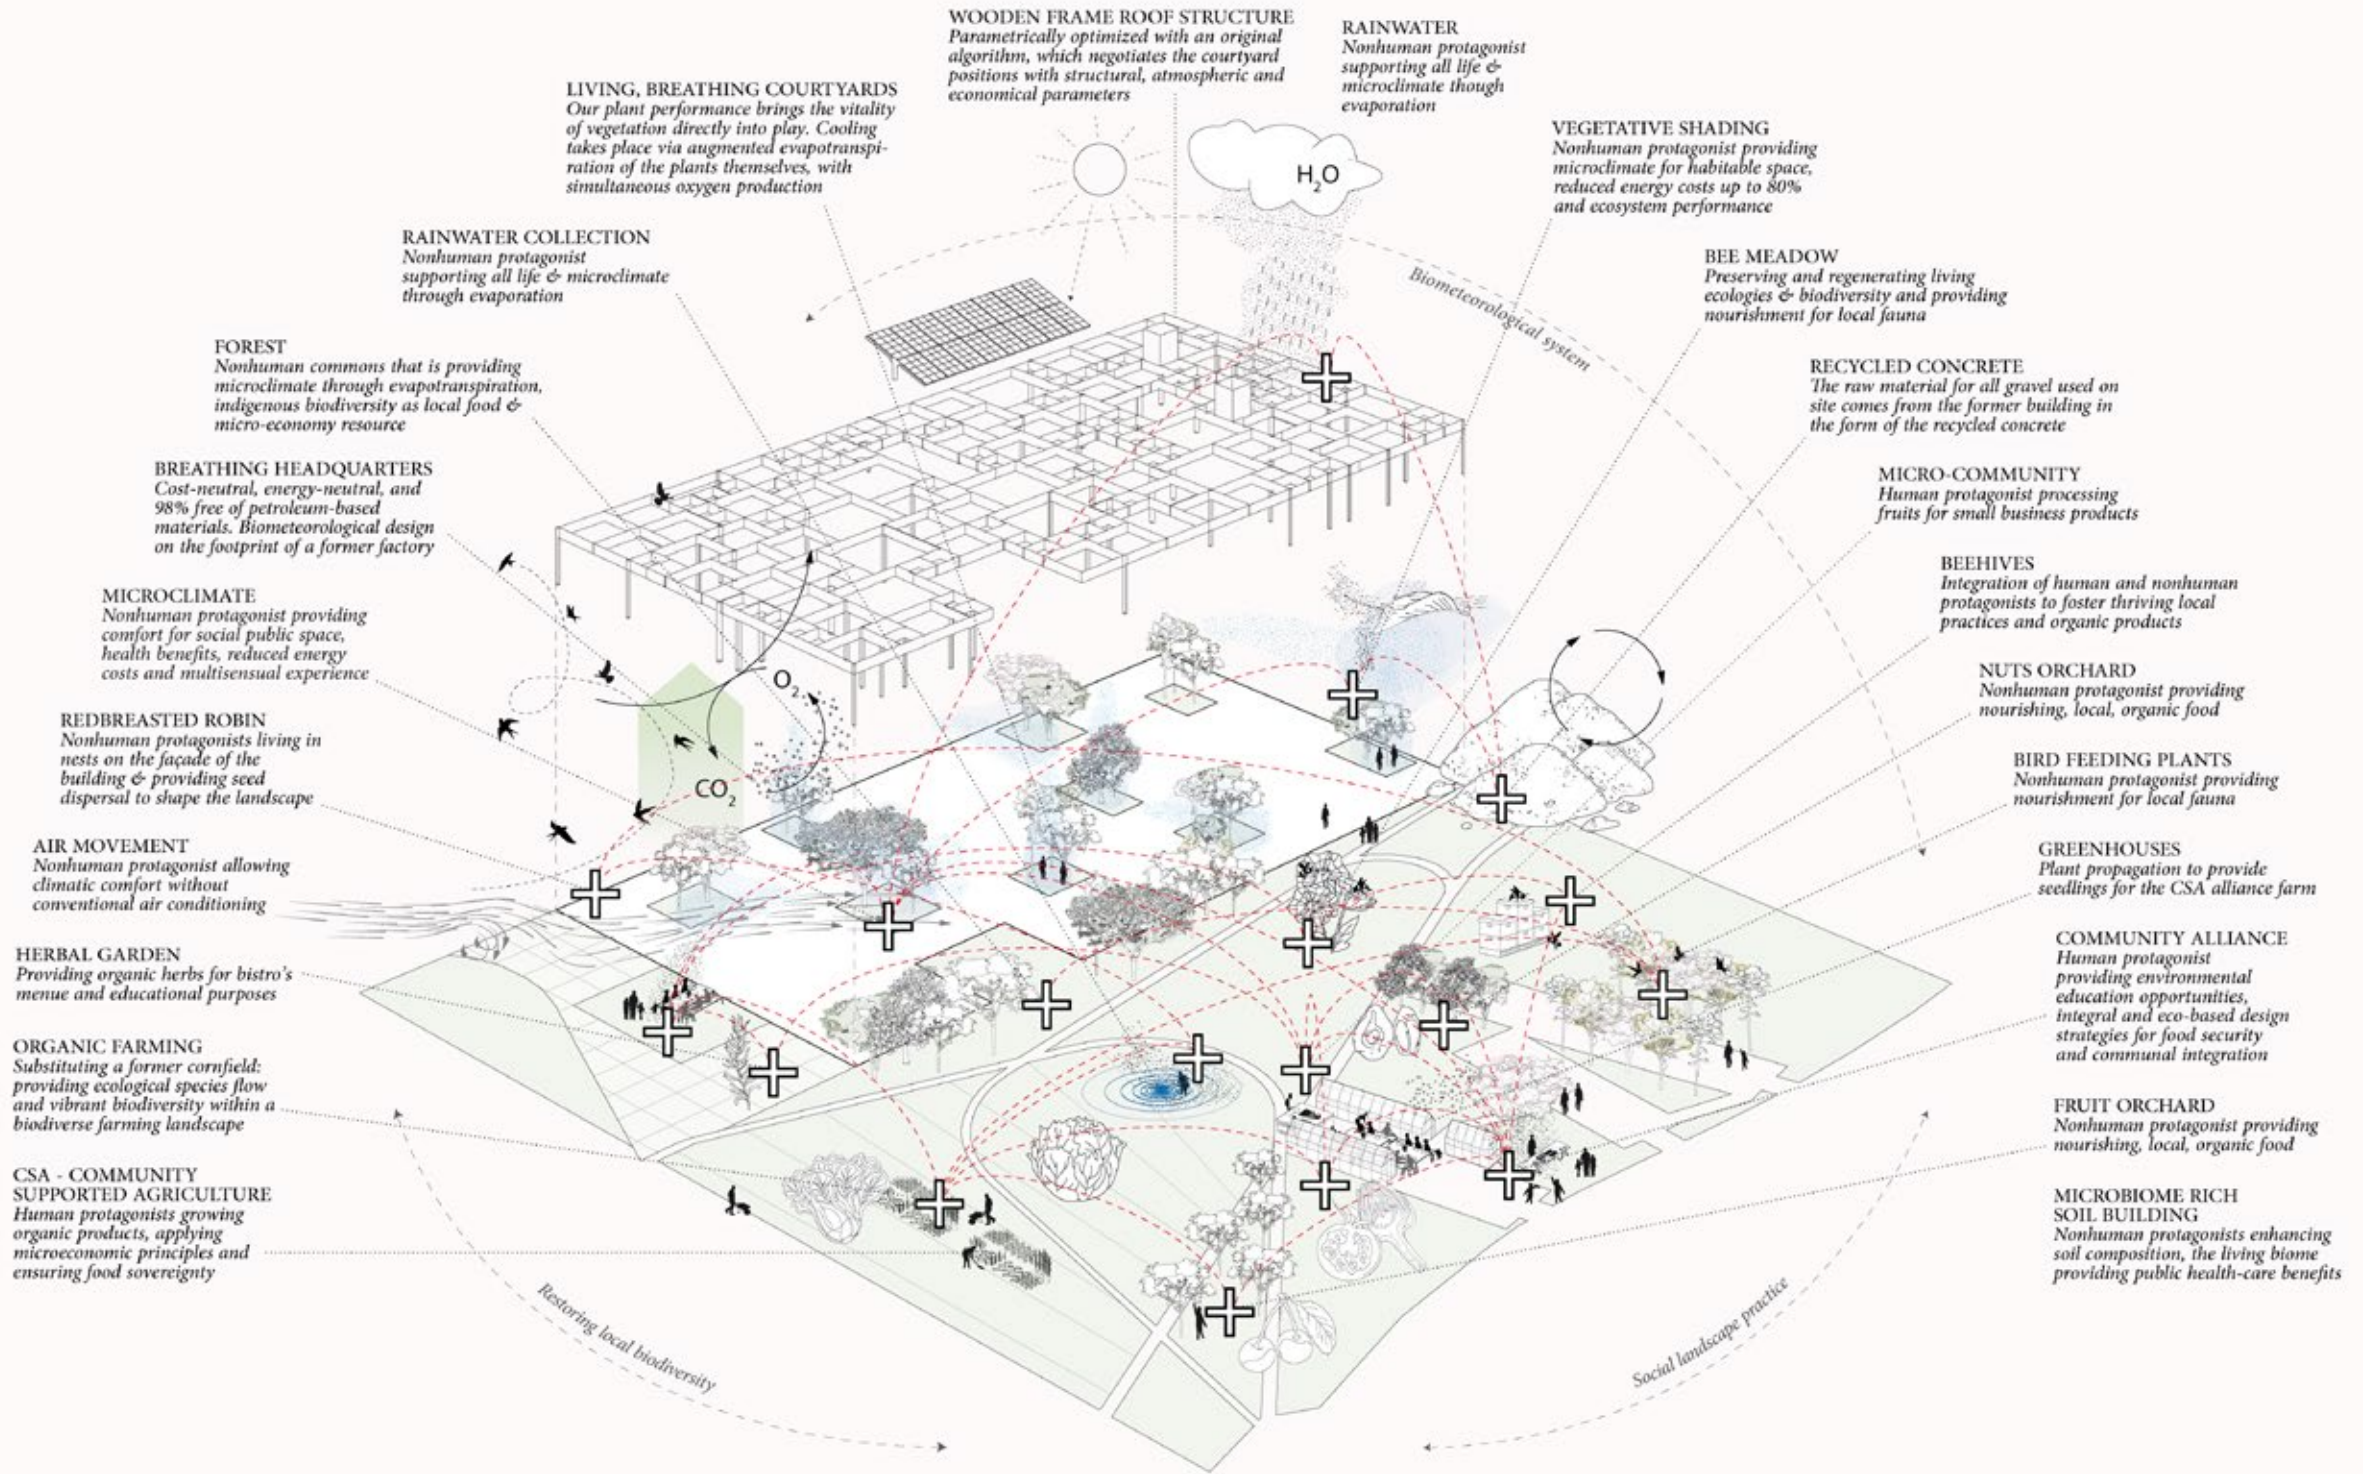 WOODEN FRAME ROOF STRUCTURE
Parametrically optimized with an original
algorithm, which negotiates the courtyard
positions with structural, atmospheric and
economical parameters
RAINWATER
Nonhuman protagonist
supporting all life &
microclimate though
evaporation
LIVING, BREATHING COURTYARDS
Our plant performance brings the vitality
of vegetation directly into play. Cooling
takes place via augmented evapotranspi-
ration of the plants themselves, with
simultaneous oxygen production
VEGETATIVE SHADING
Nonhuman protagonist providing
microclimate for habitable space,
reduced energy costs up to 80%
and ecosystem performance
H₂O
RAINWATER COLLECTION
Nonhuman protagonist
supporting all life & microclimate
through evaporation
BEE MEADOW
Preserving and regenerating living
ecologies & biodiversity and providing
nourishment for local fauna
Biometeorological system
FOREST
Nonhuman commons that is providing
microclimate through evapotranspiration,
indigenous biodiversity as local food &
micro-economy resource
RECYCLED CONCRETE
The raw material for all gravel used on
site comes from the former building in
the form of the recycled concrete
BREATHING HEADQUARTERS
Cost-neutral, energy-neutral, and
98% free of petroleum-based
materials. Biometeorological design
on the footprint of a former factory
MICRO-COMMUNITY
Human protagonist processing
fruits for small business products
BEEHIVES
Integration of human and nonhuman
protagonists to foster thriving local
practices and organic products
MICROCLIMATE
Nonhuman protagonist providing
comfort for social public space,
health benefits, reduced energy
costs and multisensual experience
O₂
CO₂
NUTS ORCHARD
Nonhuman protagonist providing
nourishing, local, organic food
REDBREASTED ROBIN
Nonhuman protagonists living in
nests on the façade of the
building & providing seed
dispersal to shape the landscape
BIRD FEEDING PLANTS
Nonhuman protagonist providing
nourishment for local fauna
AIR MOVEMENT
Nonhuman protagonist allowing
climatic comfort without
conventional air conditioning
GREENHOUSES
Plant propagation to provide
seedlings for the CSA alliance farm
HERBAL GARDEN
Providing organic herbs for bistro's
menue and educational purposes
COMMUNITY ALLIANCE
Human protagonist
providing environmental
education opportunities,
integral and eco-based design
strategies for food security
and communal integration
ORGANIC FARMING
Substituting a former cornfield:
providing ecological species flow
and vibrant biodiversity within a
biodiverse farming landscape
FRUIT ORCHARD
Nonhuman protagonist providing
nourishing, local, organic food
CSA - COMMUNITY
SUPPORTED AGRICULTURE
Human protagonists growing
organic products, applying
microeconomic principles and
ensuring food sovereignty
MICROBIOME RICH
SOIL BUILDING
Nonhuman protagonists enhancing
soil composition, the living biome
providing public health-care benefits
Restoring local biodiversity
Social landscape practice